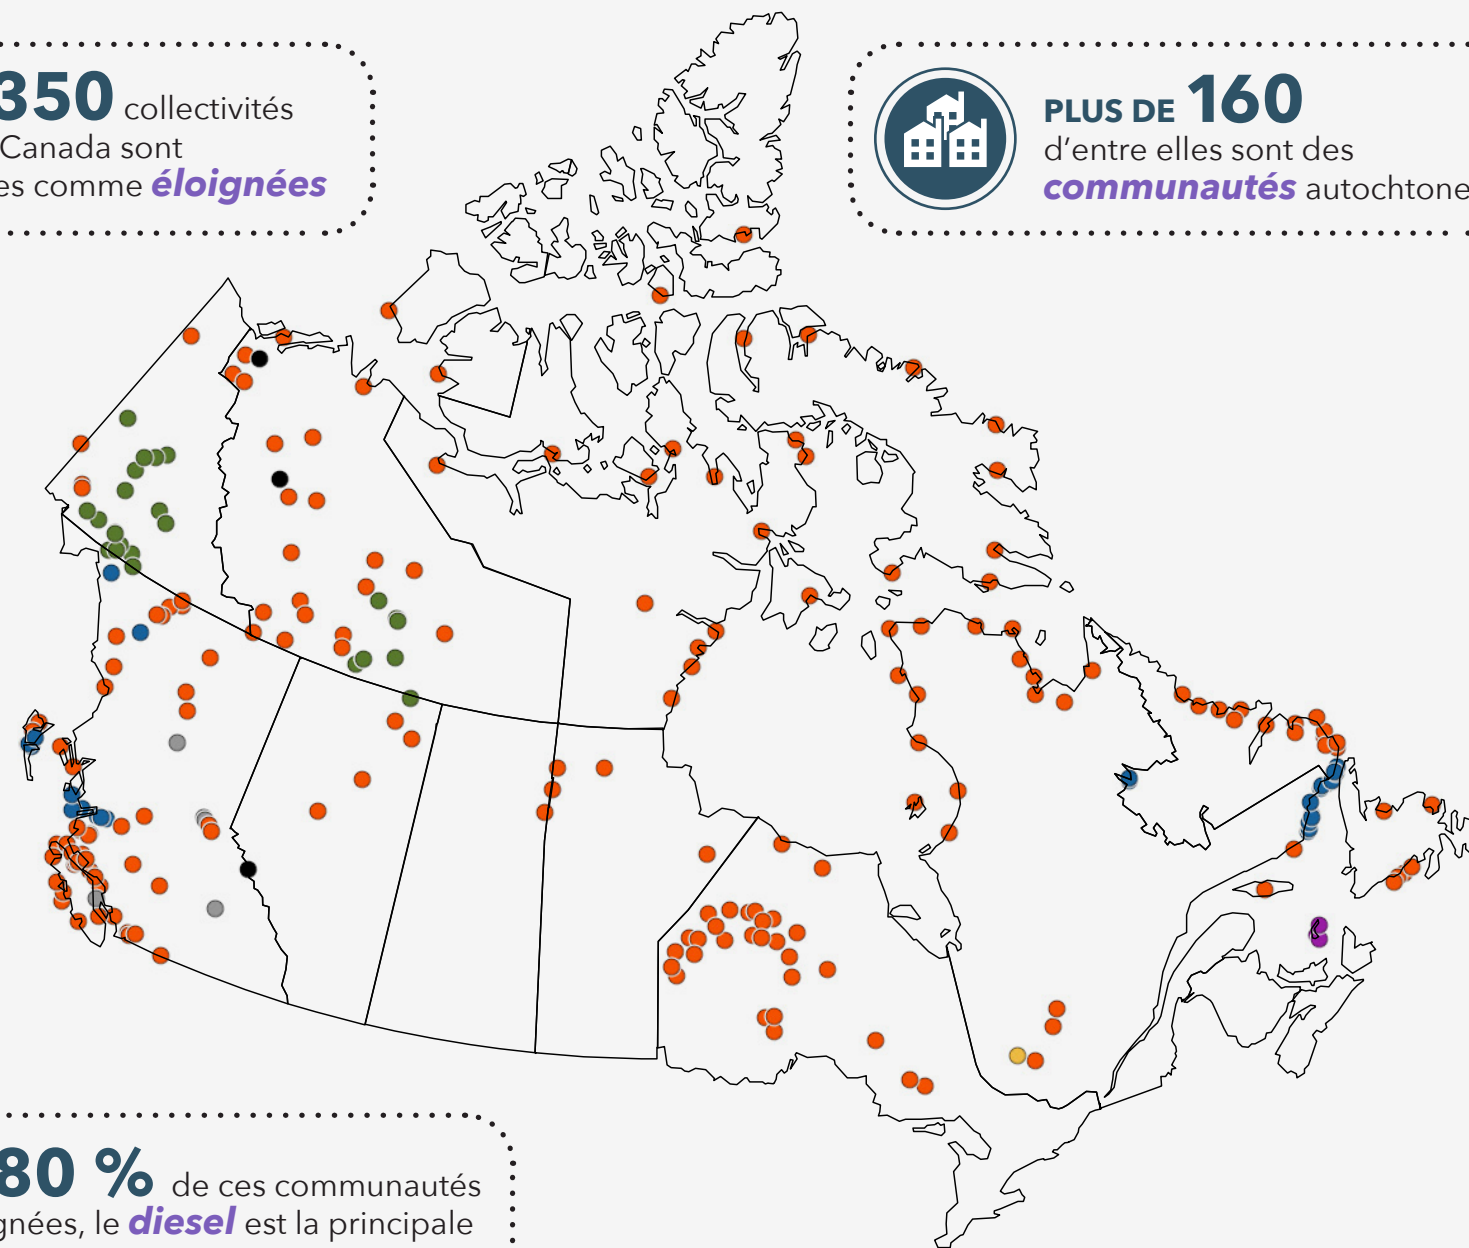 350 collectivités
Canada sont
es comme éloignées
PLUS DE 160
d'entre elles sont des
communautés autochtone
80 % de ces communautés
gnées, le diesel est la principale